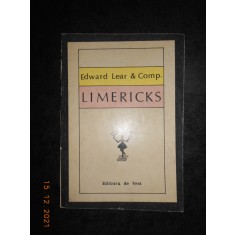 Edward Lear & Comp.
LIMERICKS
Editura de Vest
15 12 2021